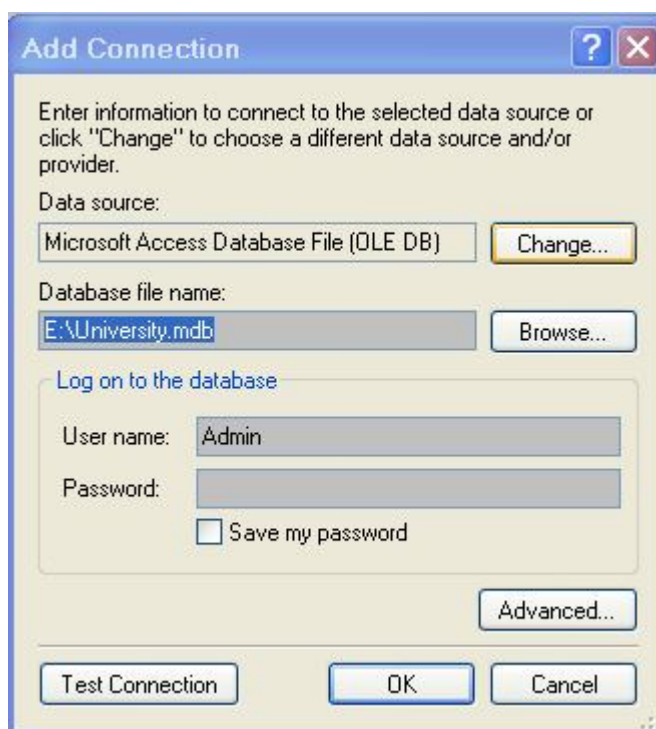 Add Connection
Enter information to connect to the selected data source or
click "Change" to choose a different data source and/or
provider.
Data source:
Microsoft Access Database File (OLE DB)
Change...
Database file name:
E:\University.mdb
Browse...
Log on to the database
User name:
Admin
Password:
Save my password
Advanced...
Test Connection
OK
Cancel